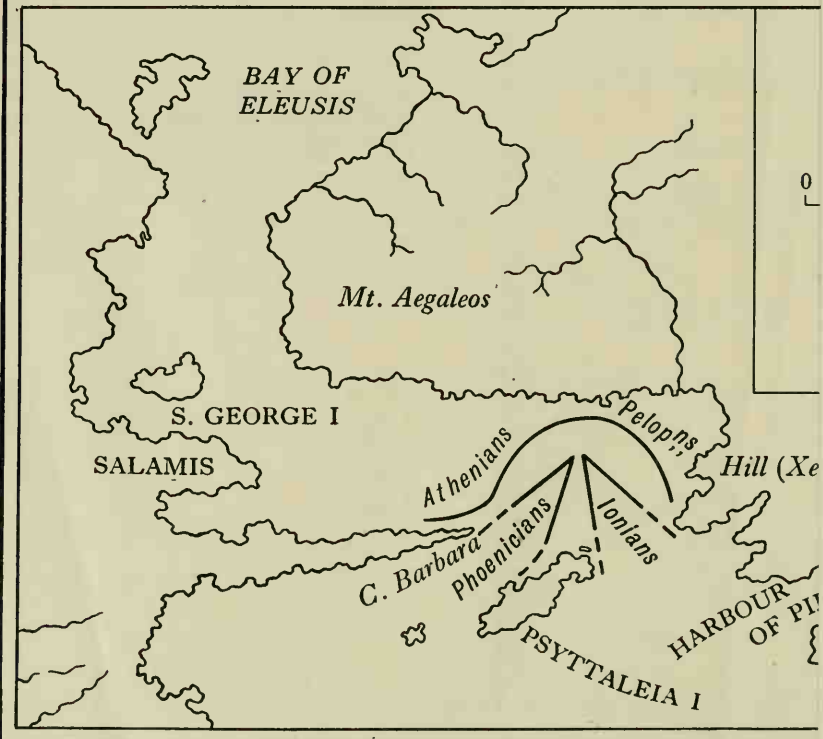 BAY OF
ELEUSIS
0
Mt. Aegaleos
S. GEORGE I
Pelopns
SALAMIS
Athenians
Hill (Xe
Phoenicians
Ionians
C. Barbara
HARBOUR
OF PI
PSYTTALEIA I